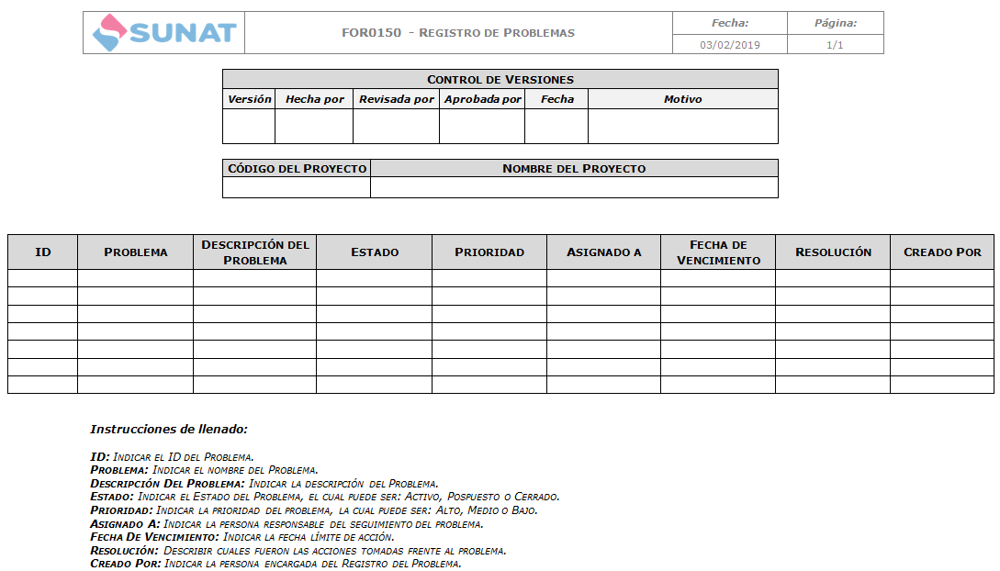 SUNAT
FOR0150 - REGISTRO DE PROBLEMAS
Fecha:
Página:
03/02/2019
1/1
CONTROL DE VERSIONES
Versión Hecha por Revisada por Aprobada por Fecha Motivo
CÓDIGO DEL PROYECTO NOMBRE DEL PROYECTO
ID PROBLEMA DESCRIPCIÓN DEL PROBLEMA ESTADO PRIORIDAD ASIGNADO A FECHA DE VENCIMIENTO RESOLUCIÓN CREADO POR
Instrucciones de llenado:
ID: INDICAR EL ID DEL PROBLEMA.
PROBLEMA: INDICAR EL NOMBRE DEL PROBLEMA.
DESCRIPCIÓN DEL PROBLEMA: INDICAR LA DESCRIPCIÓN DEL PROBLEMA.
ESTADO: INDICAR EL ESTADO DEL PROBLEMA, EL CUAL PUEDE SER: ACTIVO, POSPUESTO O CERRADO.
PRIORIDAD: INDICAR LA PRIORIDAD DEL PROBLEMA, LA CUAL PUEDE SER: ALTO, MEDIO O BAJO.
ASIGNADO A: INDICAR LA PERSONA RESPONSABLE DEL SEGUIMIENTO DEL PROBLEMA.
FECHA DE VENCIMIENTO: INDICAR LA FECHA LÍMITE DE ACCIÓN.
RESOLUCIÓN: DESCRIBIR CUALES FUERON LAS ACCIONES TOMADAS FRENTE AL PROBLEMA.
CREADO POR: INDICAR LA PERSONA ENCARGADA DEL REGISTRO DEL PROBLEMA.